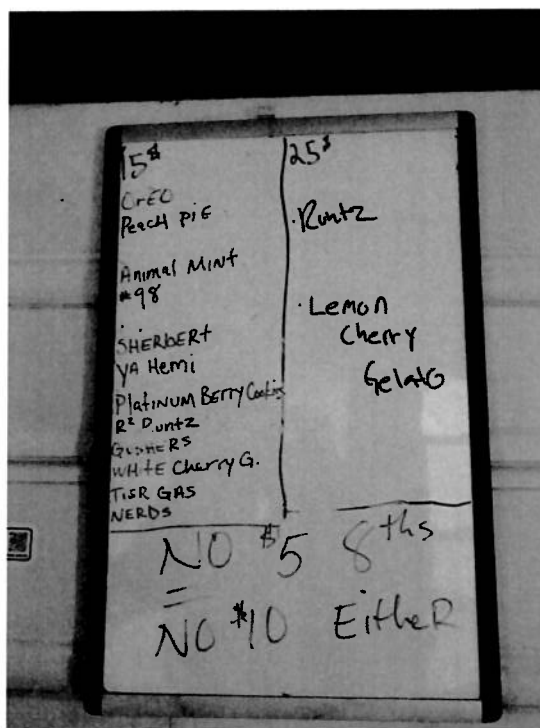 15$
OrEO
PEACH PiE
Animal MiNt
#98
SHERBERt
YA Hemi
PlatiNUM BERRY Cookies
R² Runtz
GUSHERS
WHitE Cherry G.
GAS
NERDS
25$
·Runtz
·Lemon
Cherry
GelatO
NO $5 8ths
NO $10 EitheR